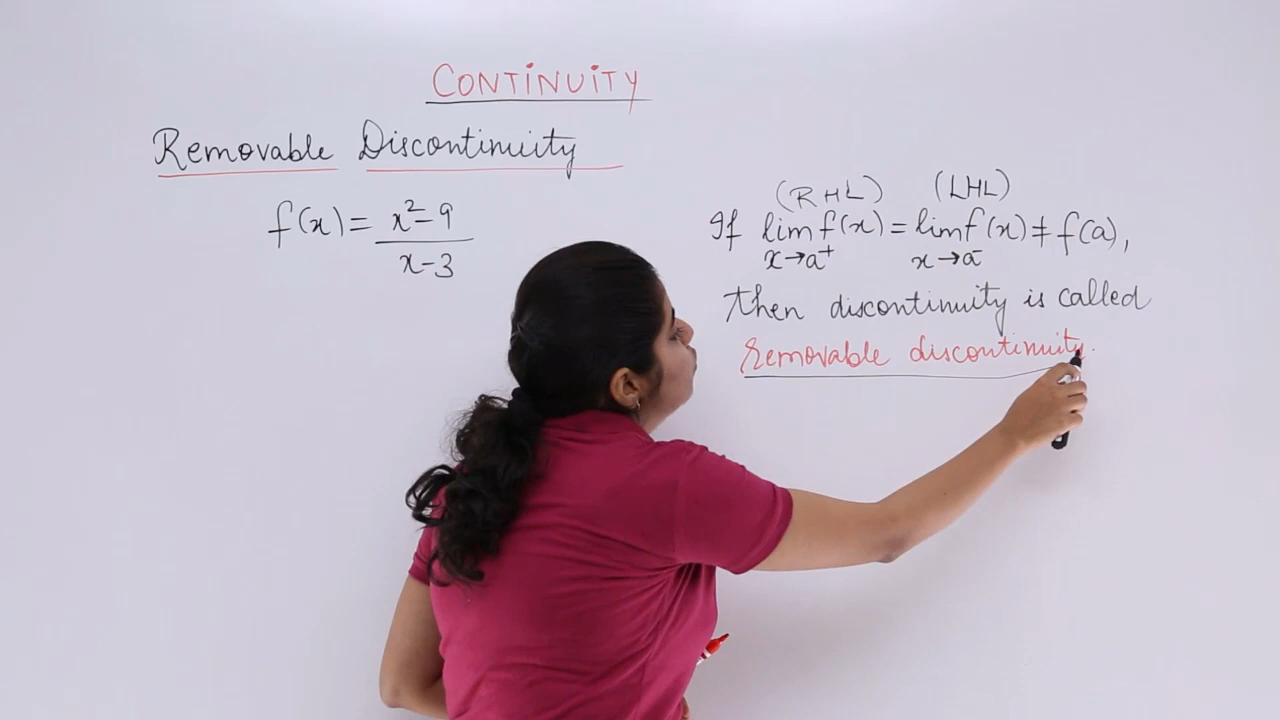 CONTINUITY
Removable Discontinuity
f(x) = x²-9 / x-3
(RHL) (LHL)
If lim f(x) = lim f(x) ≠ f(a),
x→a⁺ x→a⁻
then discontinuity is called
removable discontinuity.